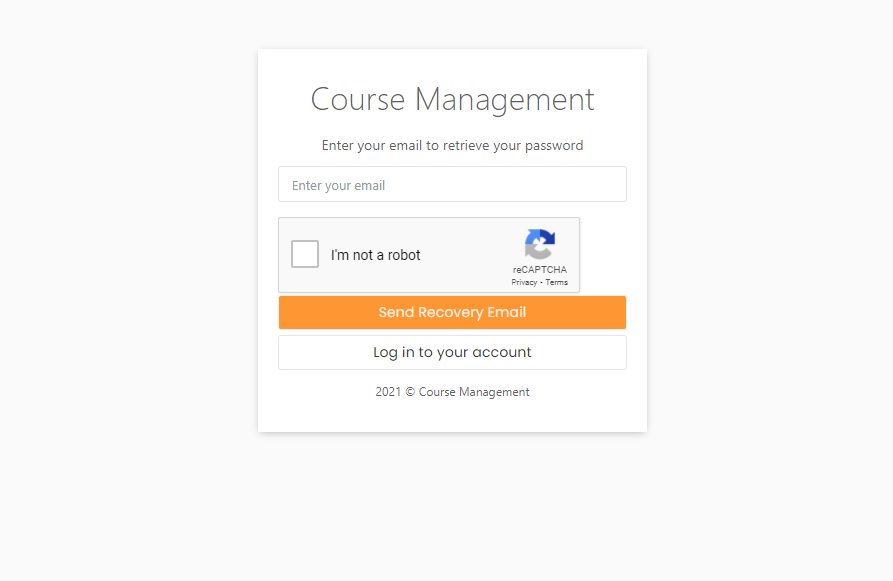 Course Management
Enter your email to retrieve your password
Enter your email
I'm not a robot
reCAPTCHA
Privacy - Terms
Send Recovery Email
Log in to your account
2021 © Course Management